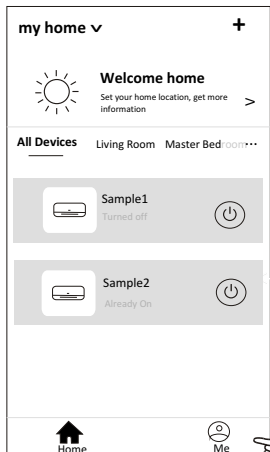 my home
Welcome home
Set your home location, get more
information
All Devices Living Room Master Bedroom
Sample1
Turned off
Sample2
Already On
Home Me